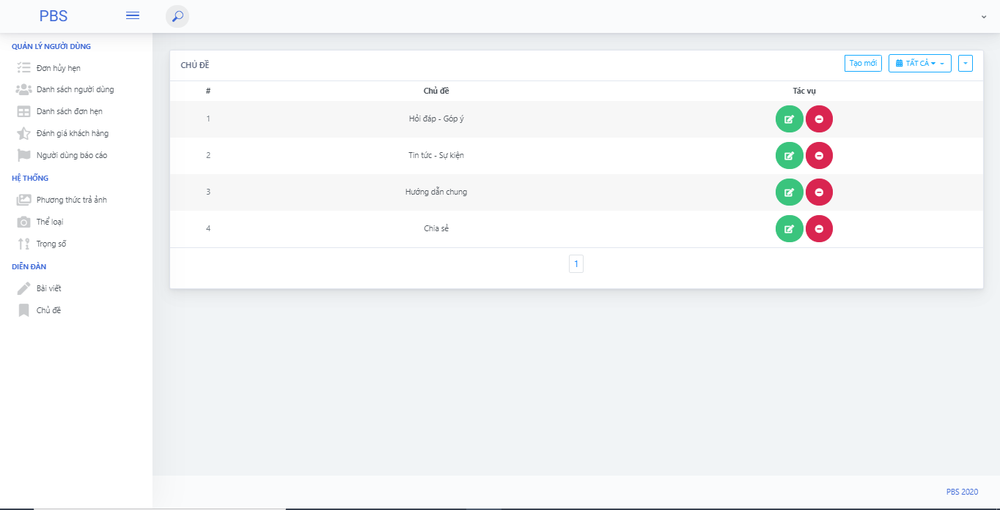 PBS
QUẢN LÝ NGƯỜI DÙNG
Đơn hủy hẹn
Danh sách người dùng
Danh sách đơn hẹn
Đánh giá khách hàng
Người dùng báo cáo
HỆ THỐNG
Phương thức trả ảnh
Thể loại
Trọng số
DIỄN ĐÀN
Bài viết
Chủ đề
CHỦ ĐỀ
Tạo mới
TẤT CẢ
# Chủ đề Tác vụ
1 Hỏi đáp - Góp ý
2 Tin tức - Sự kiện
3 Hướng dẫn chung
4 Chia sẻ
1
PBS 2020